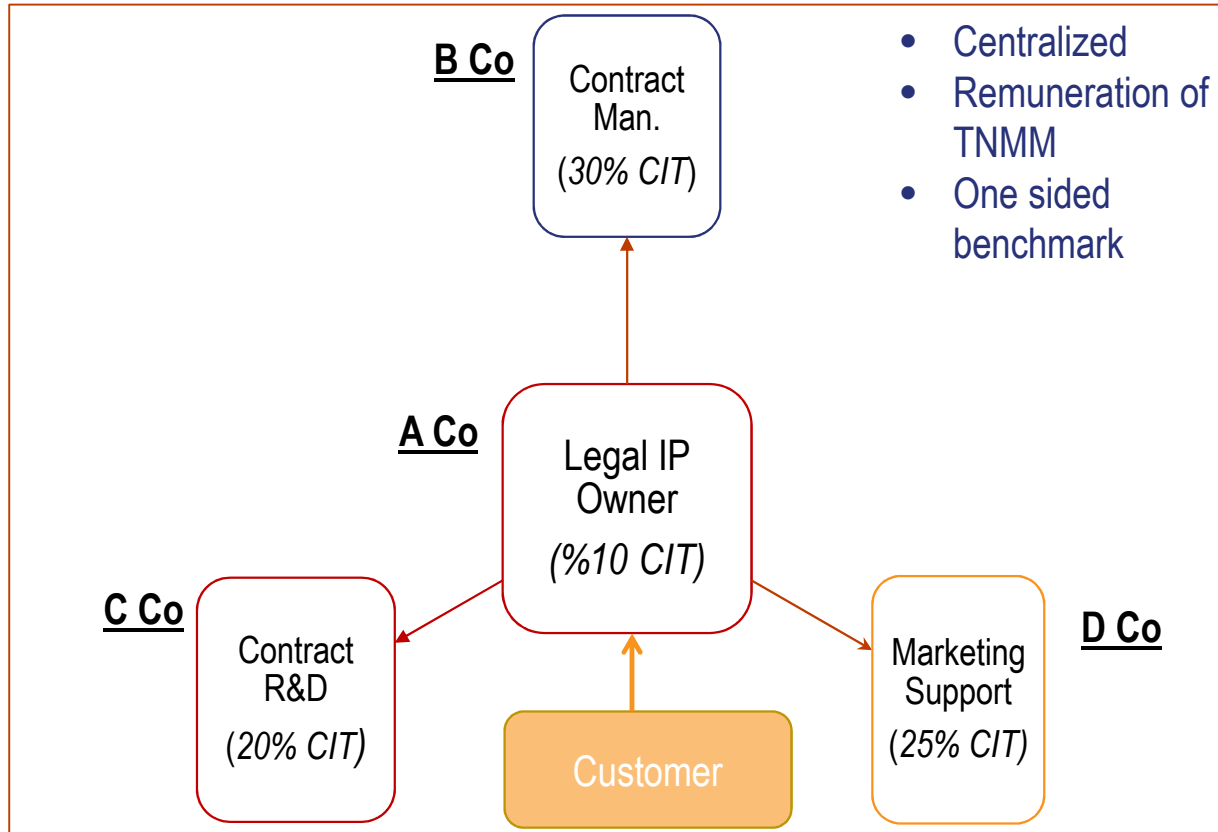 B Co
Contract
Man.
(30% CIT)
• Centralized
• Remuneration of
TNMM
• One sided
benchmark
A Co
Legal IP
Owner
(%10 CIT)
C Co
Contract
R&D
(20% CIT)
Customer
Marketing
Support
(25% CIT)
D Co